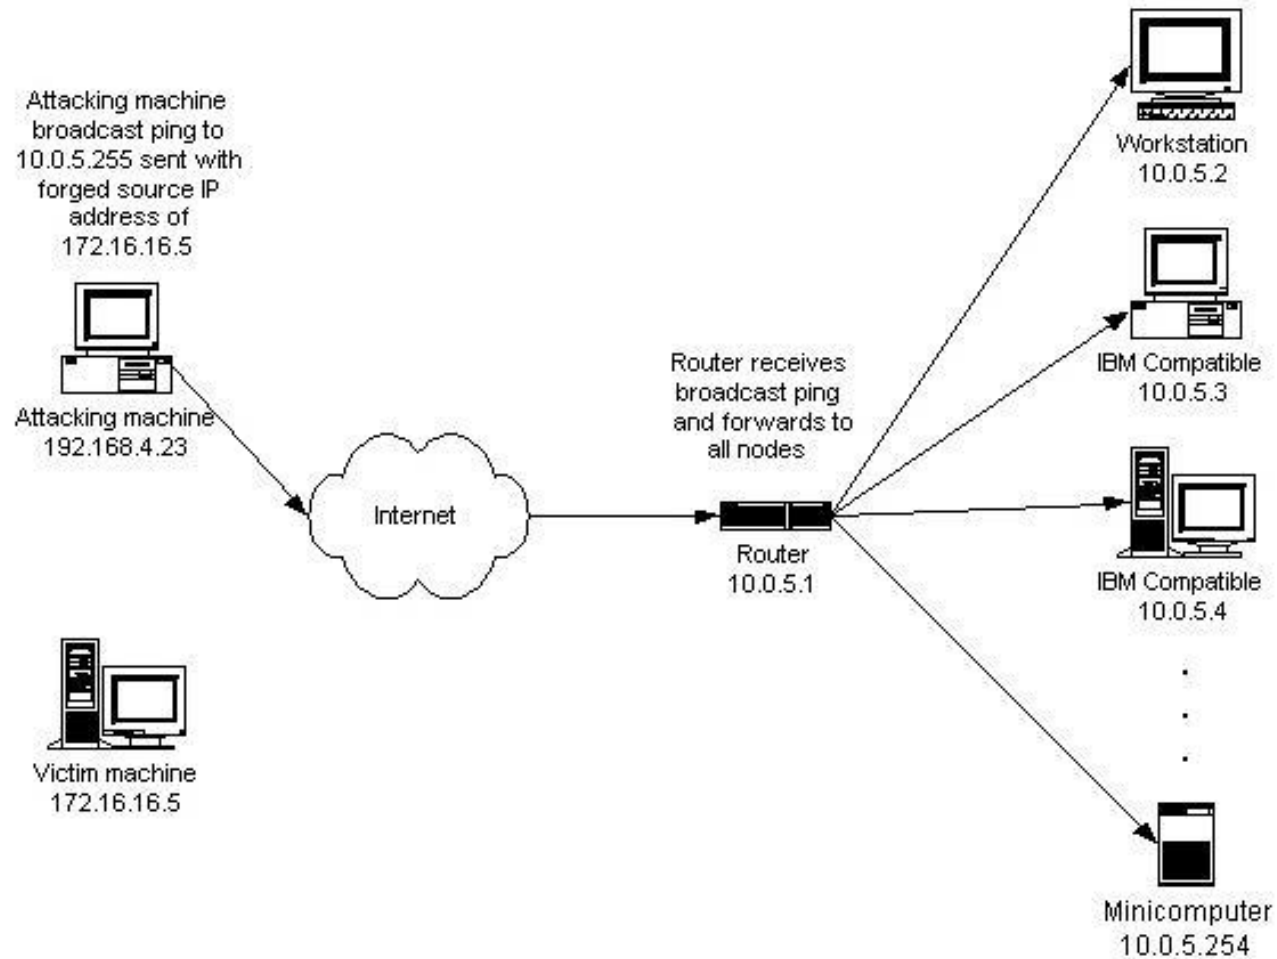 Attacking machine
broadcast ping to
10.0.5.255 sent with
forged source IP
address of
172.16.16.5
Attacking machine
192.168.4.23
Internet
Victim machine
172.16.16.5
Router receives
broadcast ping
and forwards to
all nodes
Router
10.0.5.1
Workstation
10.0.5.2
IBM Compatible
10.0.5.3
IBM Compatible
10.0.5.4
Minicomputer
10.0.5.254